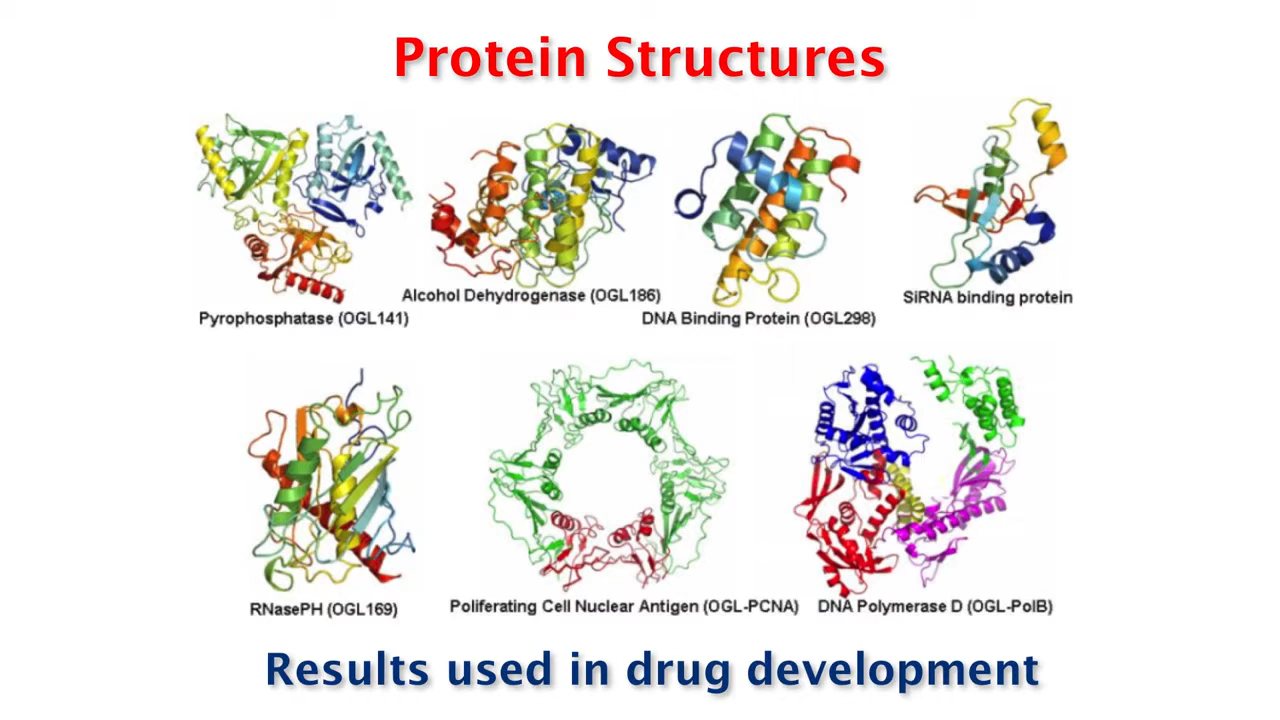 Protein Structures
Alcohol Dehydrogenase (OGL186)
SiRNA binding protein
Pyrophosphatase (OGL141)
DNA Binding Protein (OGL298)
RNasePH (OGL169)
Poliferating Cell Nuclear Antigen (OGL-PCNA)
DNA Polymerase D (OGL-PolB)
Results used in drug development